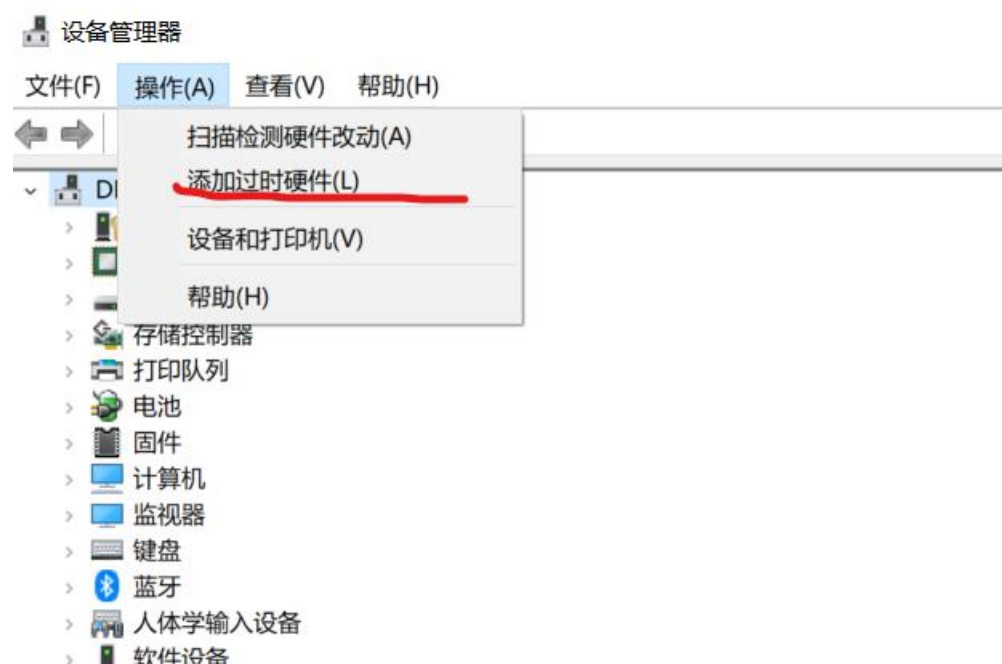 设备管理器
文件(F) 操作(A) 查看(V) 帮助(H)
扫描检测硬件改动(A)
添加过时硬件(L)
设备和打印机(V)
帮助(H)
存储控制器
打印队列
电池
固件
计算机
监视器
键盘
蓝牙
人体学输入设备
软件设备